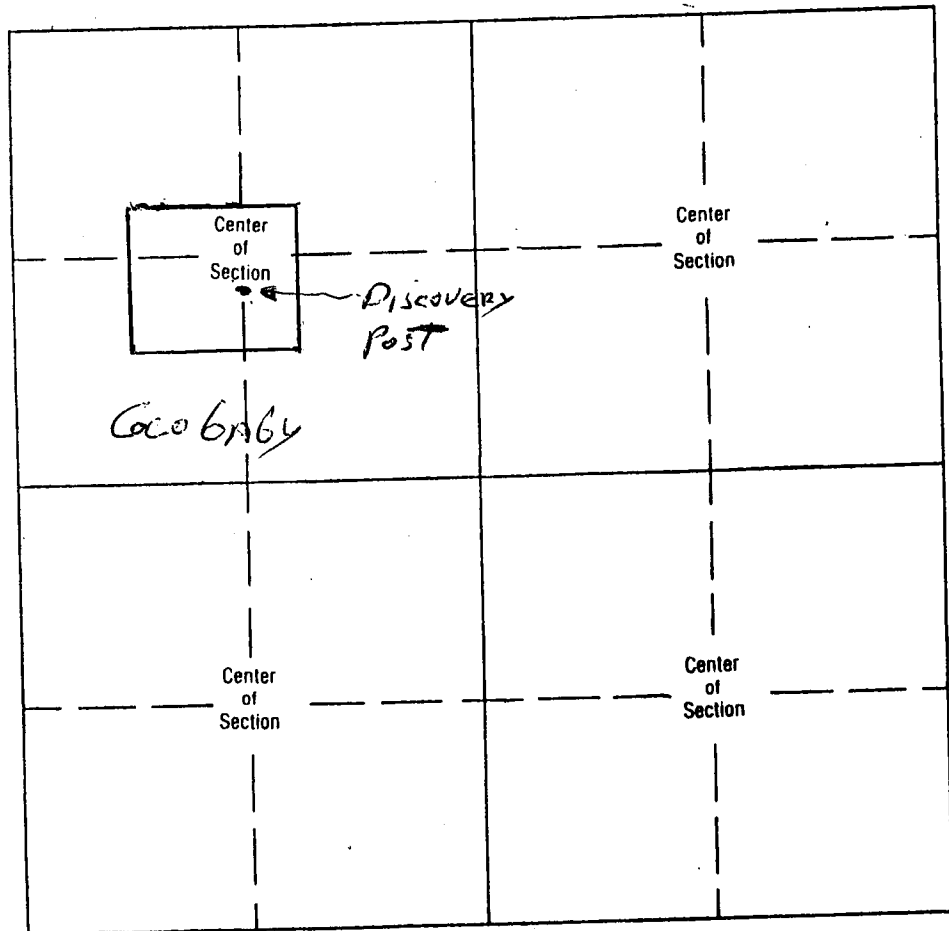 Center
of
Section
Center
of
Section
Discovery
Post
Center
of
Section
Center
of
Section